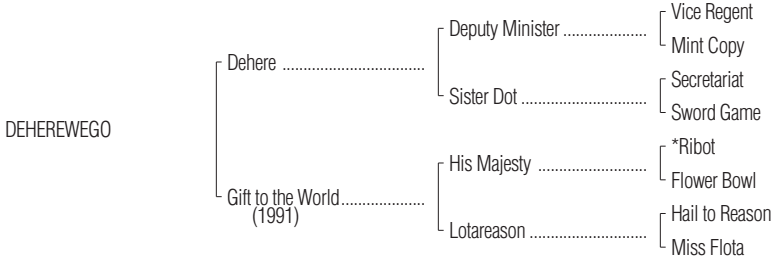 Vice Regent
Deputy Minister ..................
Mint Copy
Dehere ...............................
Secretariat
Sister Dot ...........................
Sword Game
DEHEREWEGO
*Ribot
His Majesty ........................
Flower Bowl
Gift to the World..................
(1991)
Hail to Reason
Lotareason .........................
Miss Flota